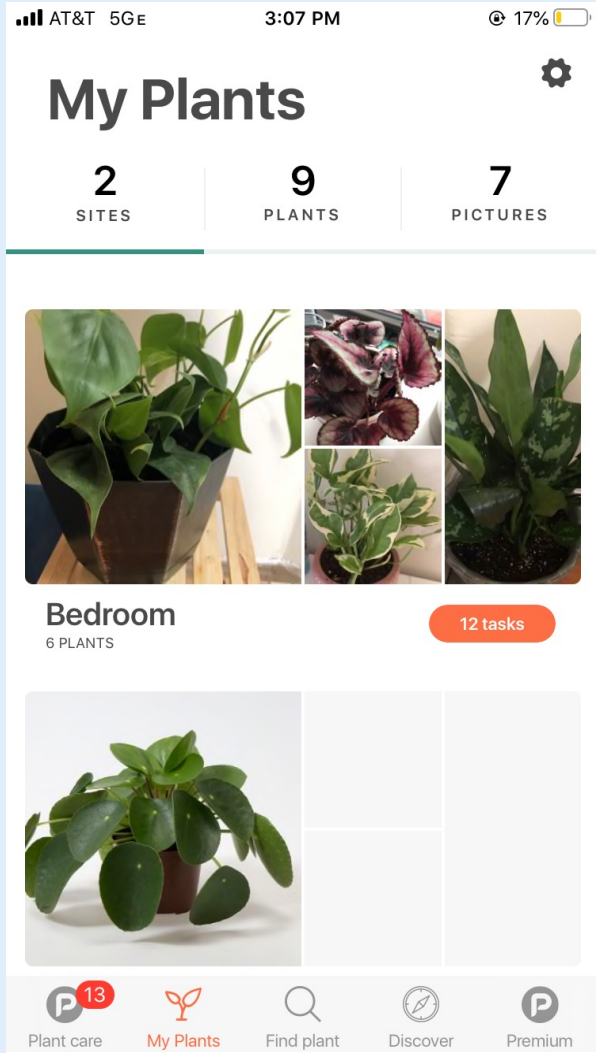 AT&T 5GE 3:07 PM 17%
My Plants
2 9 7
SITES PLANTS PICTURES
Bedroom 12 tasks
6 PLANTS
13
Plant care My Plants Find plant Discover Premium